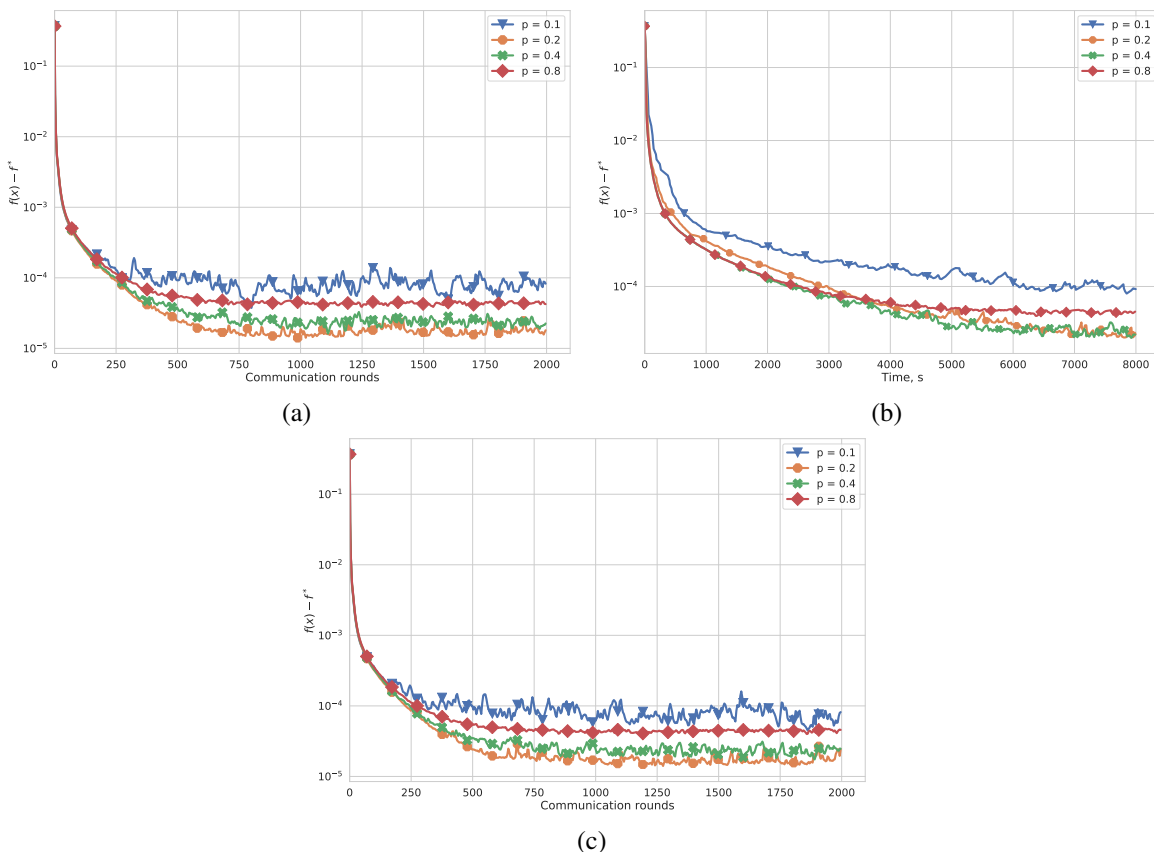 p = 0.1
p = 0.2
p = 0.4
p = 0.8
10⁻¹
10⁻²
10⁻³
10⁻⁴
10⁻⁵
f(x) − f*
0 250 500 750 1000 1250 1500 1750 2000
Communication rounds
(a)
p = 0.1
p = 0.2
p = 0.4
p = 0.8
10⁻¹
10⁻²
10⁻³
10⁻⁴
f(x) − f*
0 1000 2000 3000 4000 5000 6000 7000 8000
Time, s
(b)
p = 0.1
p = 0.2
p = 0.4
p = 0.8
10⁻¹
10⁻²
10⁻³
10⁻⁴
10⁻⁵
f(x) − f*
0 250 500 750 1000 1250 1500 1750 2000
Communication rounds
(c)